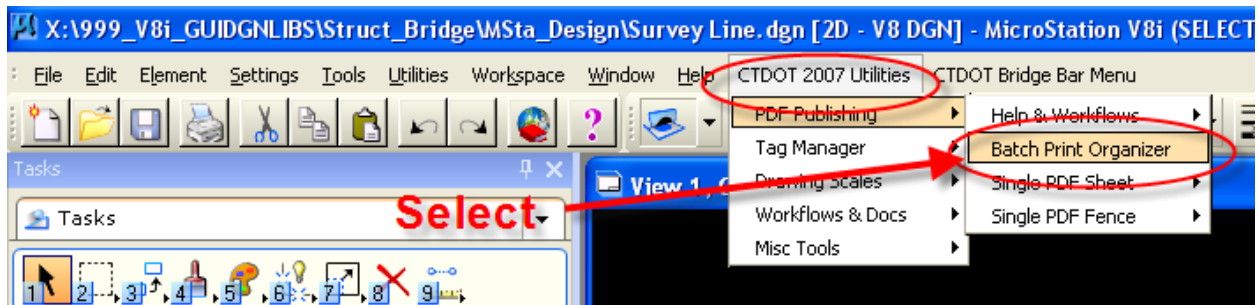 X:\999_V8i_GUIDGNLIBS\Struct_Bridge\MSta_Design\Survey Line.dgn [2D - V8 DGN] - MicroStation V8i (SELECT
File Edit Element Settings Tools Utilities Workspace Window Help CTDOT 2007 Utilities CTDOT Bridge Bar Menu
PDF Publishing
Help & Workflows
Tag Manager
Batch Print Organizer
Drawing Scales
Single PDF Sheet
Workflows & Docs
Single PDF Fence
Misc Tools
Tasks
View 1,
Tasks
Select
1 2 3 4 5 6 7 8 9